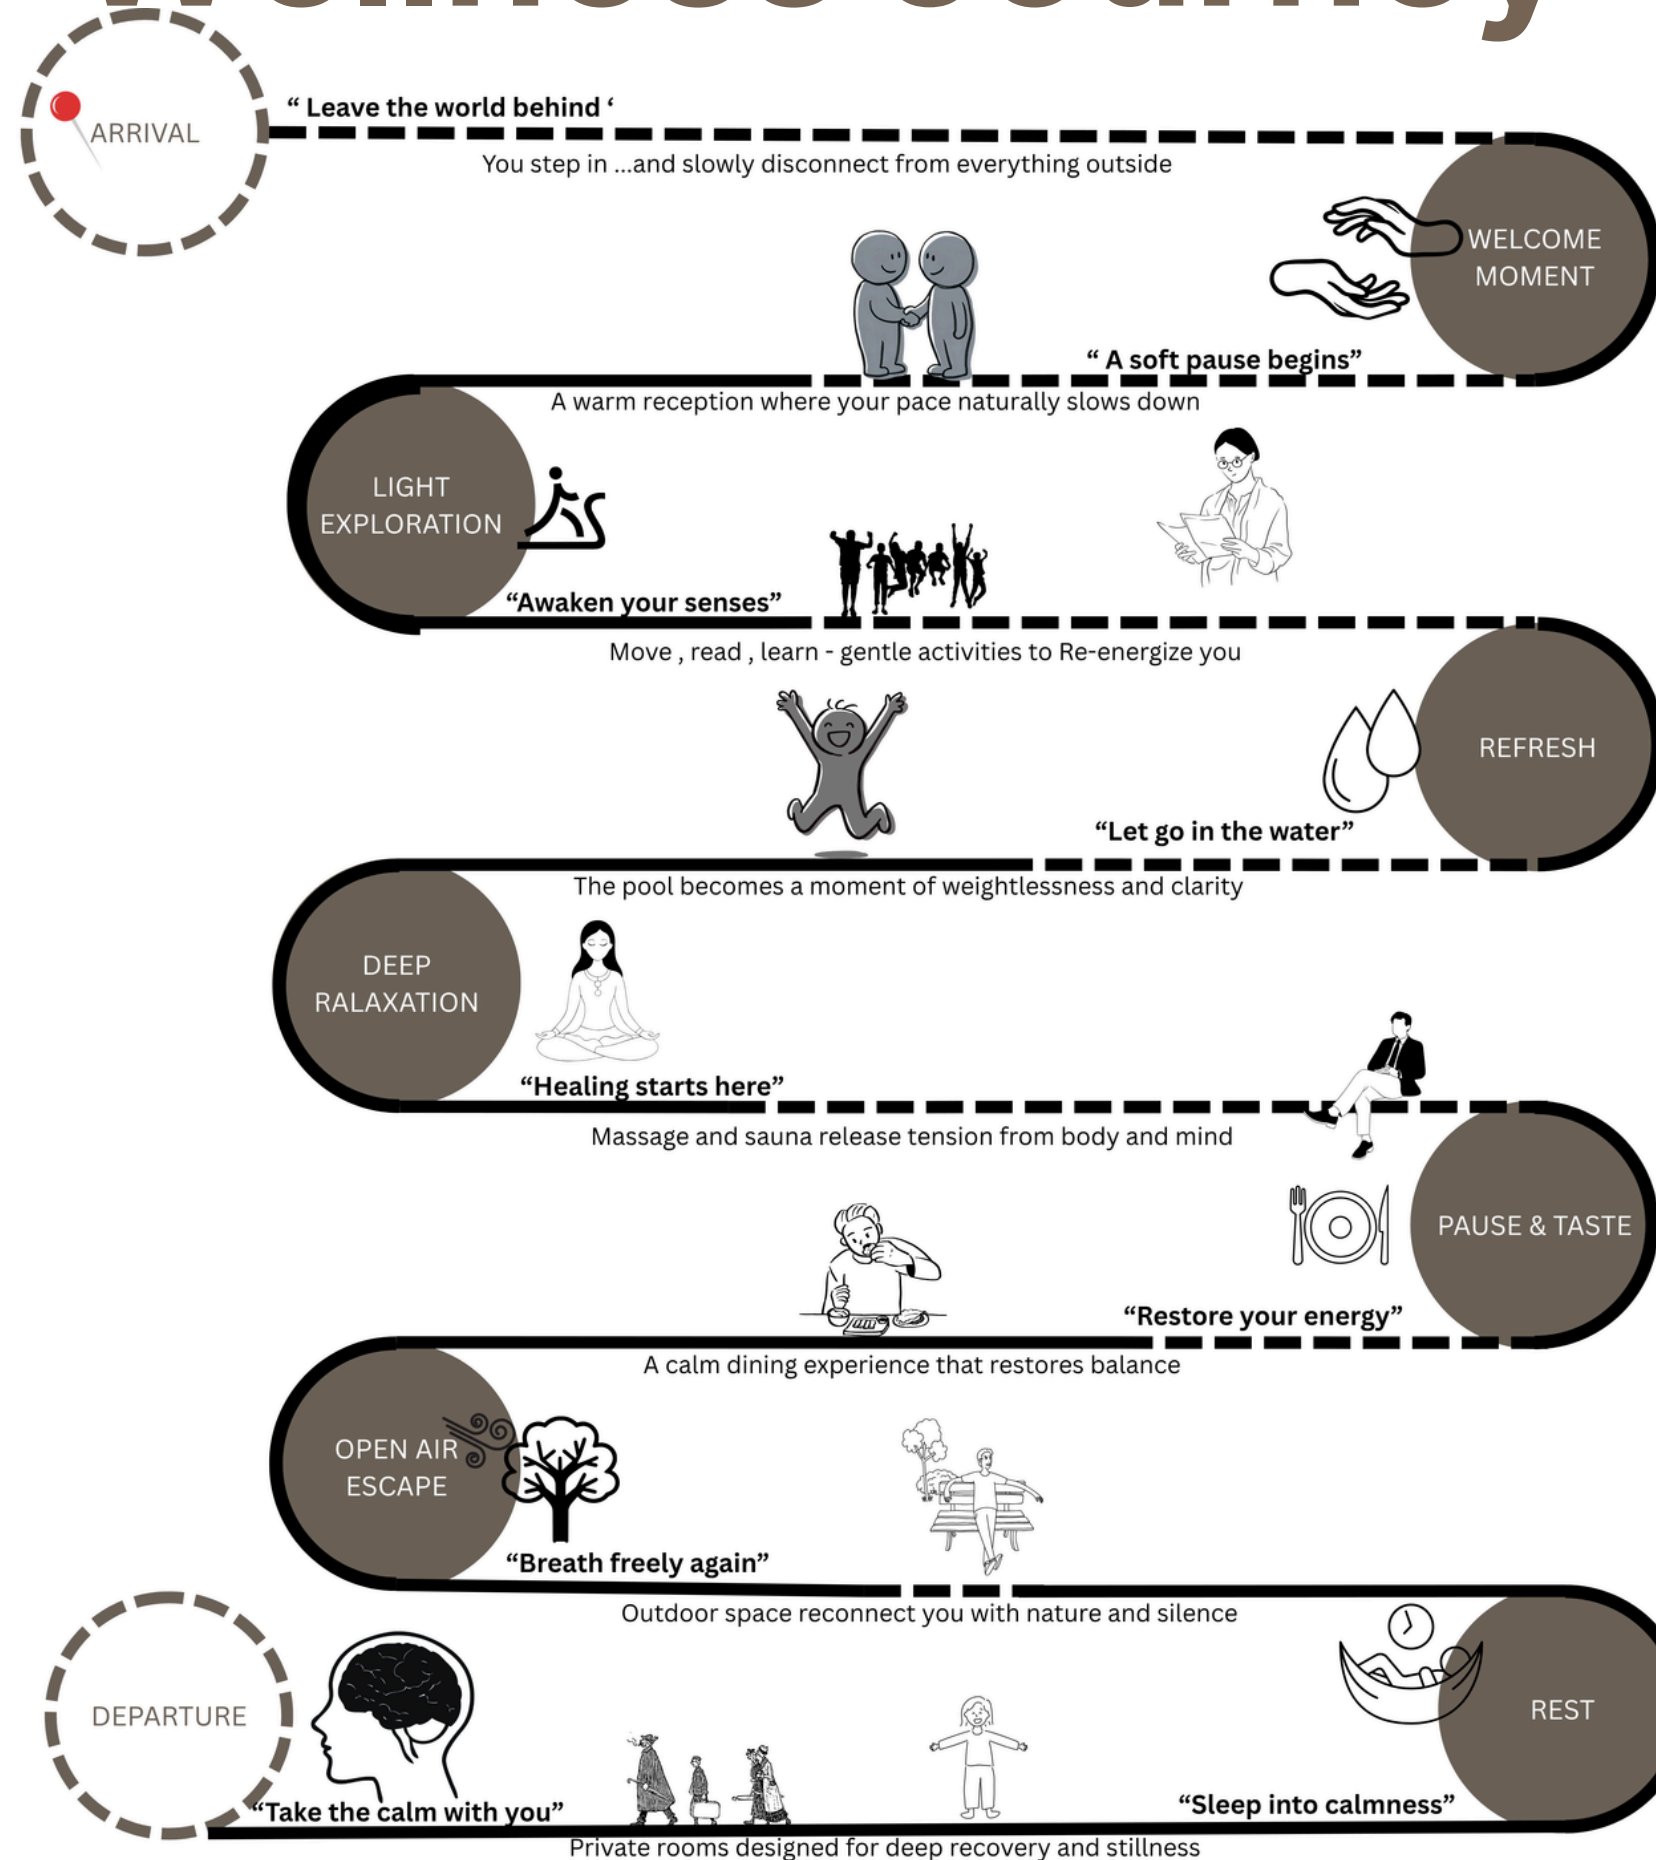 Wellness Journey
ARRIVAL
“ Leave the world behind ‘
You step in ...and slowly disconnect from everything outside
WELCOME
MOMENT
“ A soft pause begins”
A warm reception where your pace naturally slows down
LIGHT
EXPLORATION
“Awaken your senses”
Move , read , learn - gentle activities to Re-energize you
REFRESH
“Let go in the water”
The pool becomes a moment of weightlessness and clarity
DEEP
RALAXATION
“Healing starts here”
Massage and sauna release tension from body and mind
PAUSE & TASTE
“Restore your energy”
A calm dining experience that restores balance
OPEN AIR
ESCAPE
“Breath freely again”
Outdoor space reconnect you with nature and silence
REST
“Sleep into calmness”
DEPARTURE
“Take the calm with you”
Private rooms designed for deep recovery and stillness